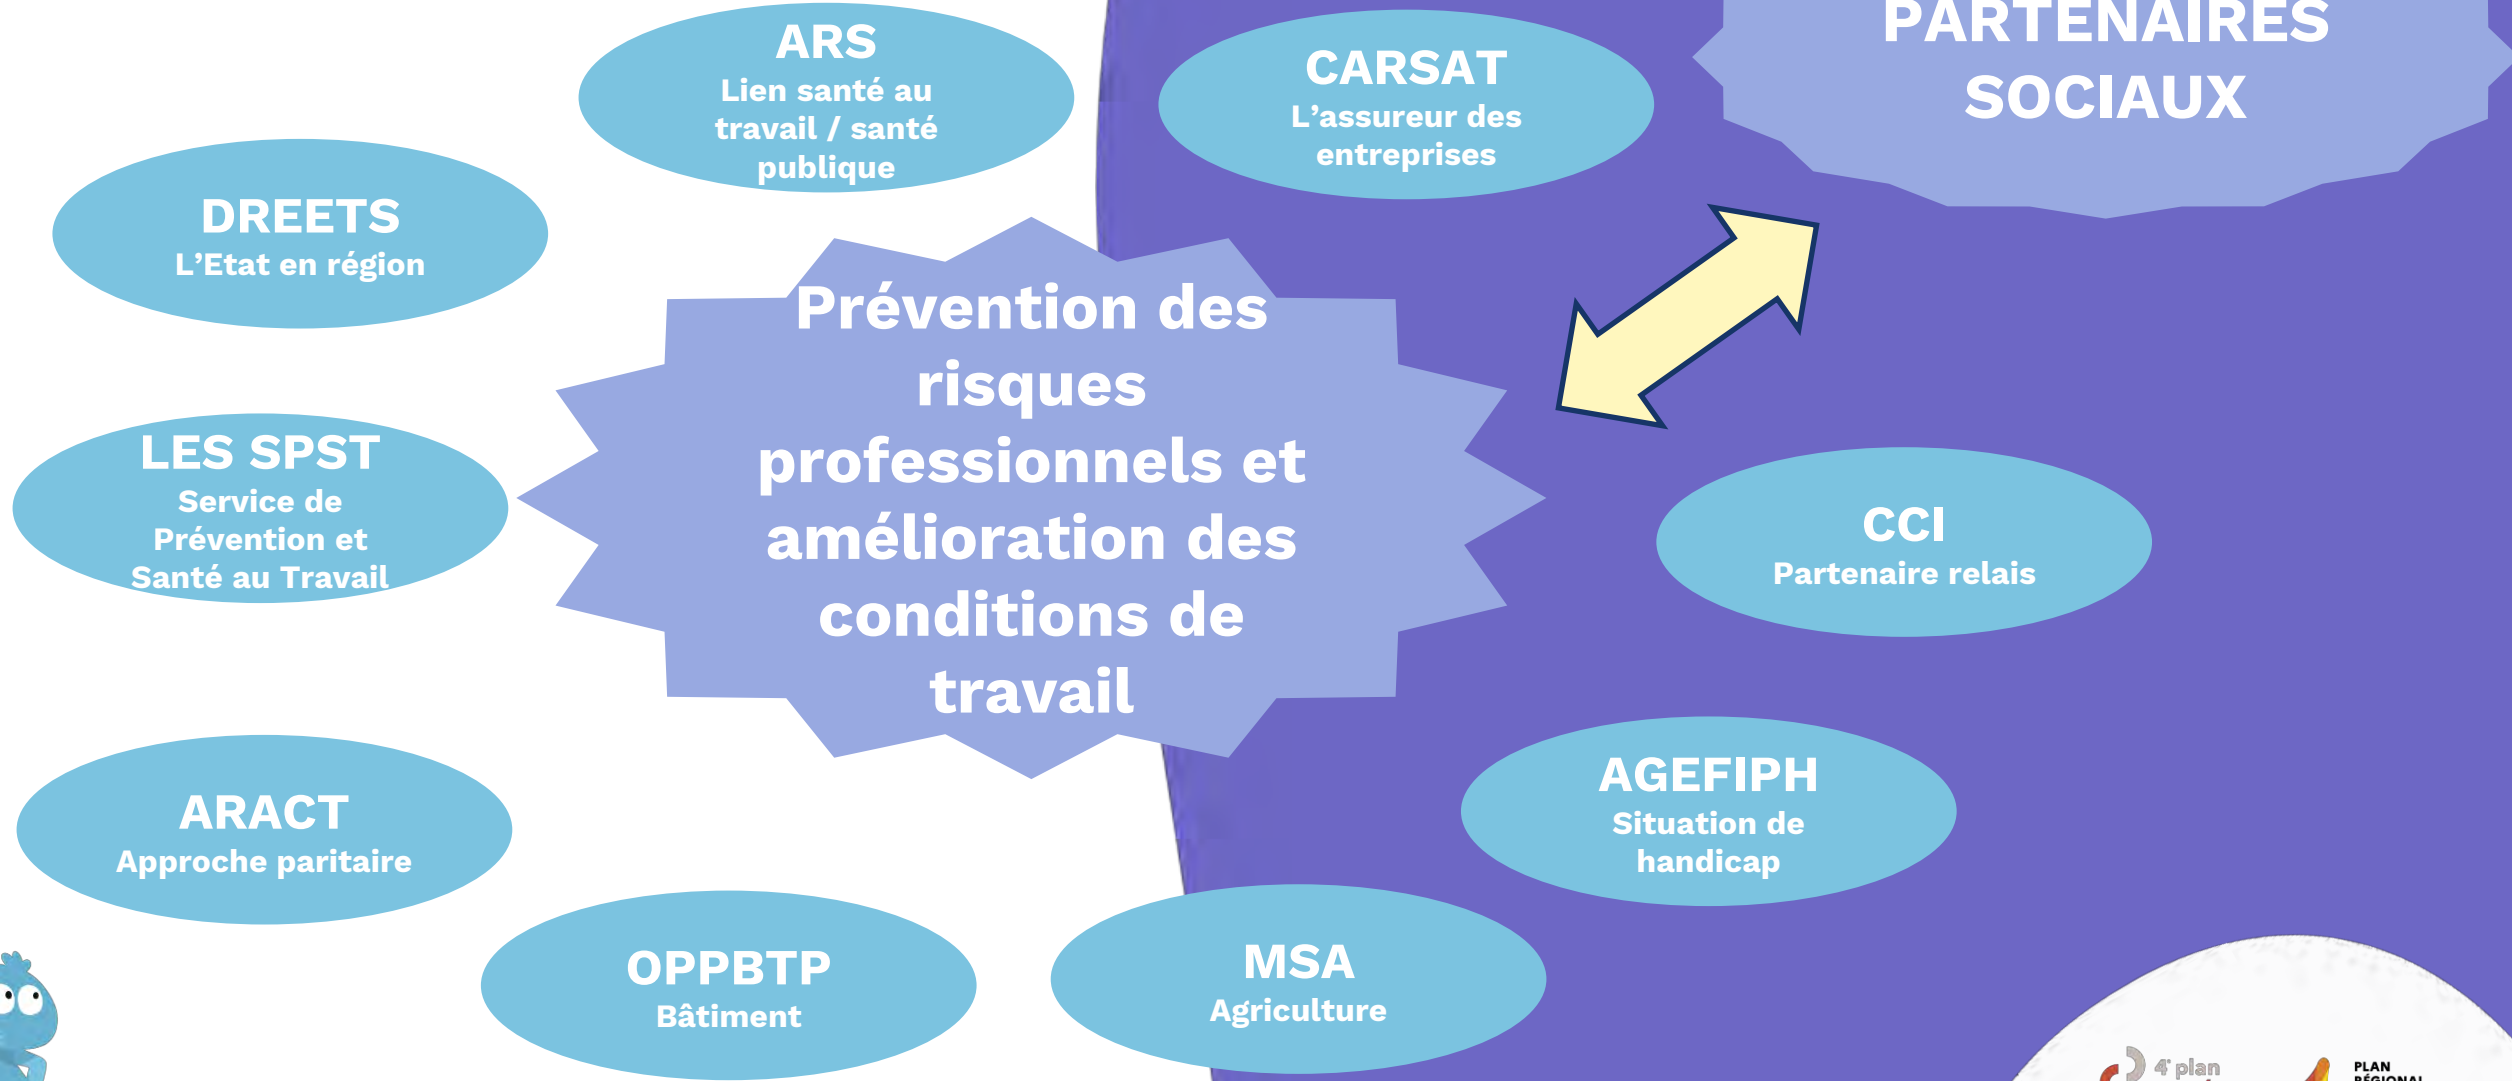 PARTENAIRES
SOCIAUX
ARS
Lien santé au
travail / santé
publique
CARSAT
L'assureur des
entreprises
DREETS
L'Etat en région
Prévention des
risques
professionnels et
amélioration des
conditions de
travail
LES SPST
Service de
Prévention et
Santé au Travail
CCI
Partenaire relais
AGEFIPH
Situation de
handicap
ARACT
Approche paritaire
OPPBTP
Bâtiment
MSA
Agriculture
4e plan
PLAN
RÉGIONAL